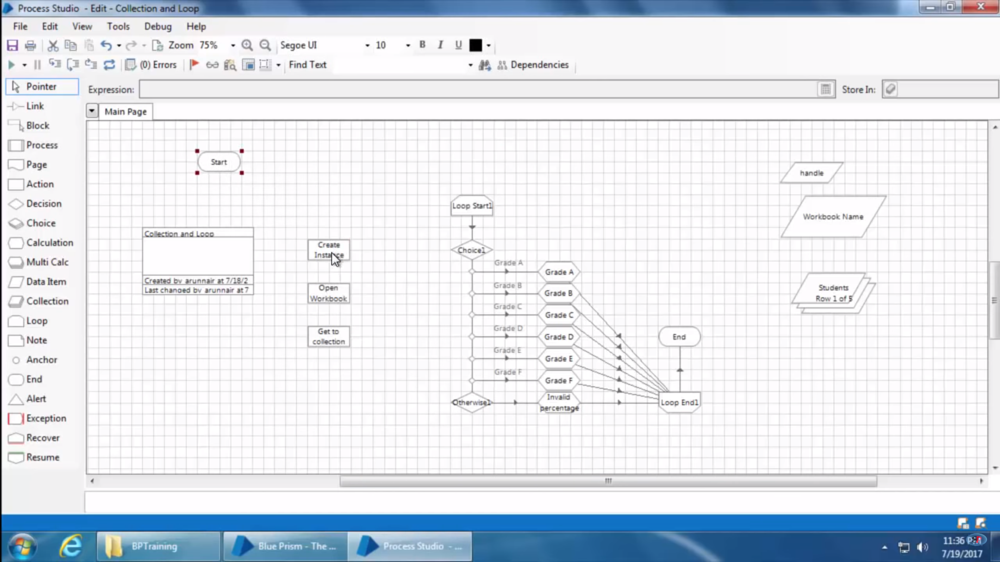 Process Studio  - Edit - Collection and Loop
File Edit View Tools Debug Help
Zoom 75% Segoe UI 10 B I U
(0) Errors Find Text Dependencies
Pointer
Expression: Store In:
Link
Main Page
Block
Process
Page
Action
Decision
Choice
Calculation
Multi Calc
Data Item
Collection
Loop
Note
Anchor
End
Alert
Exception
Recover
Resume
Start
Collection and Loop
Created by arunnair at 7/18/2
Last changed by arunnair at 7
Create
Instance
Open
Workbook
Get to
collection
Loop Start1
Choice1
Grade A
Grade B
Grade C
Grade D
Grade E
Grade F
Otherwise1
Grade A
Grade B
Grade C
Grade D
Grade E
Grade F
Invalid
percentage
End
Loop End1
handle
Workbook Name
Students
Row 1 of 5
BPTraining
Blue Prism - The ...
Process Studio  - ...
11:36 PM
7/19/2017